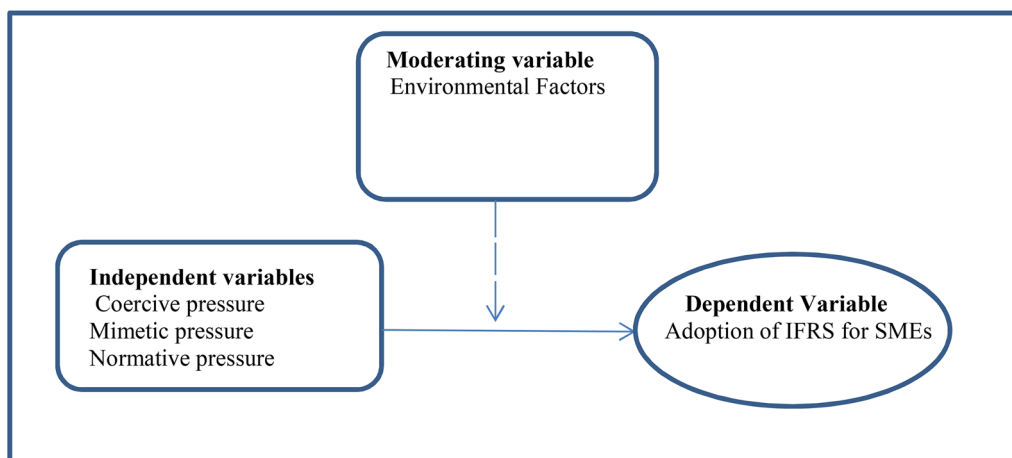 Moderating variable
Environmental Factors
Independent variables
Coercive pressure
Mimetic pressure
Normative pressure
Dependent Variable
Adoption of IFRS for SMEs